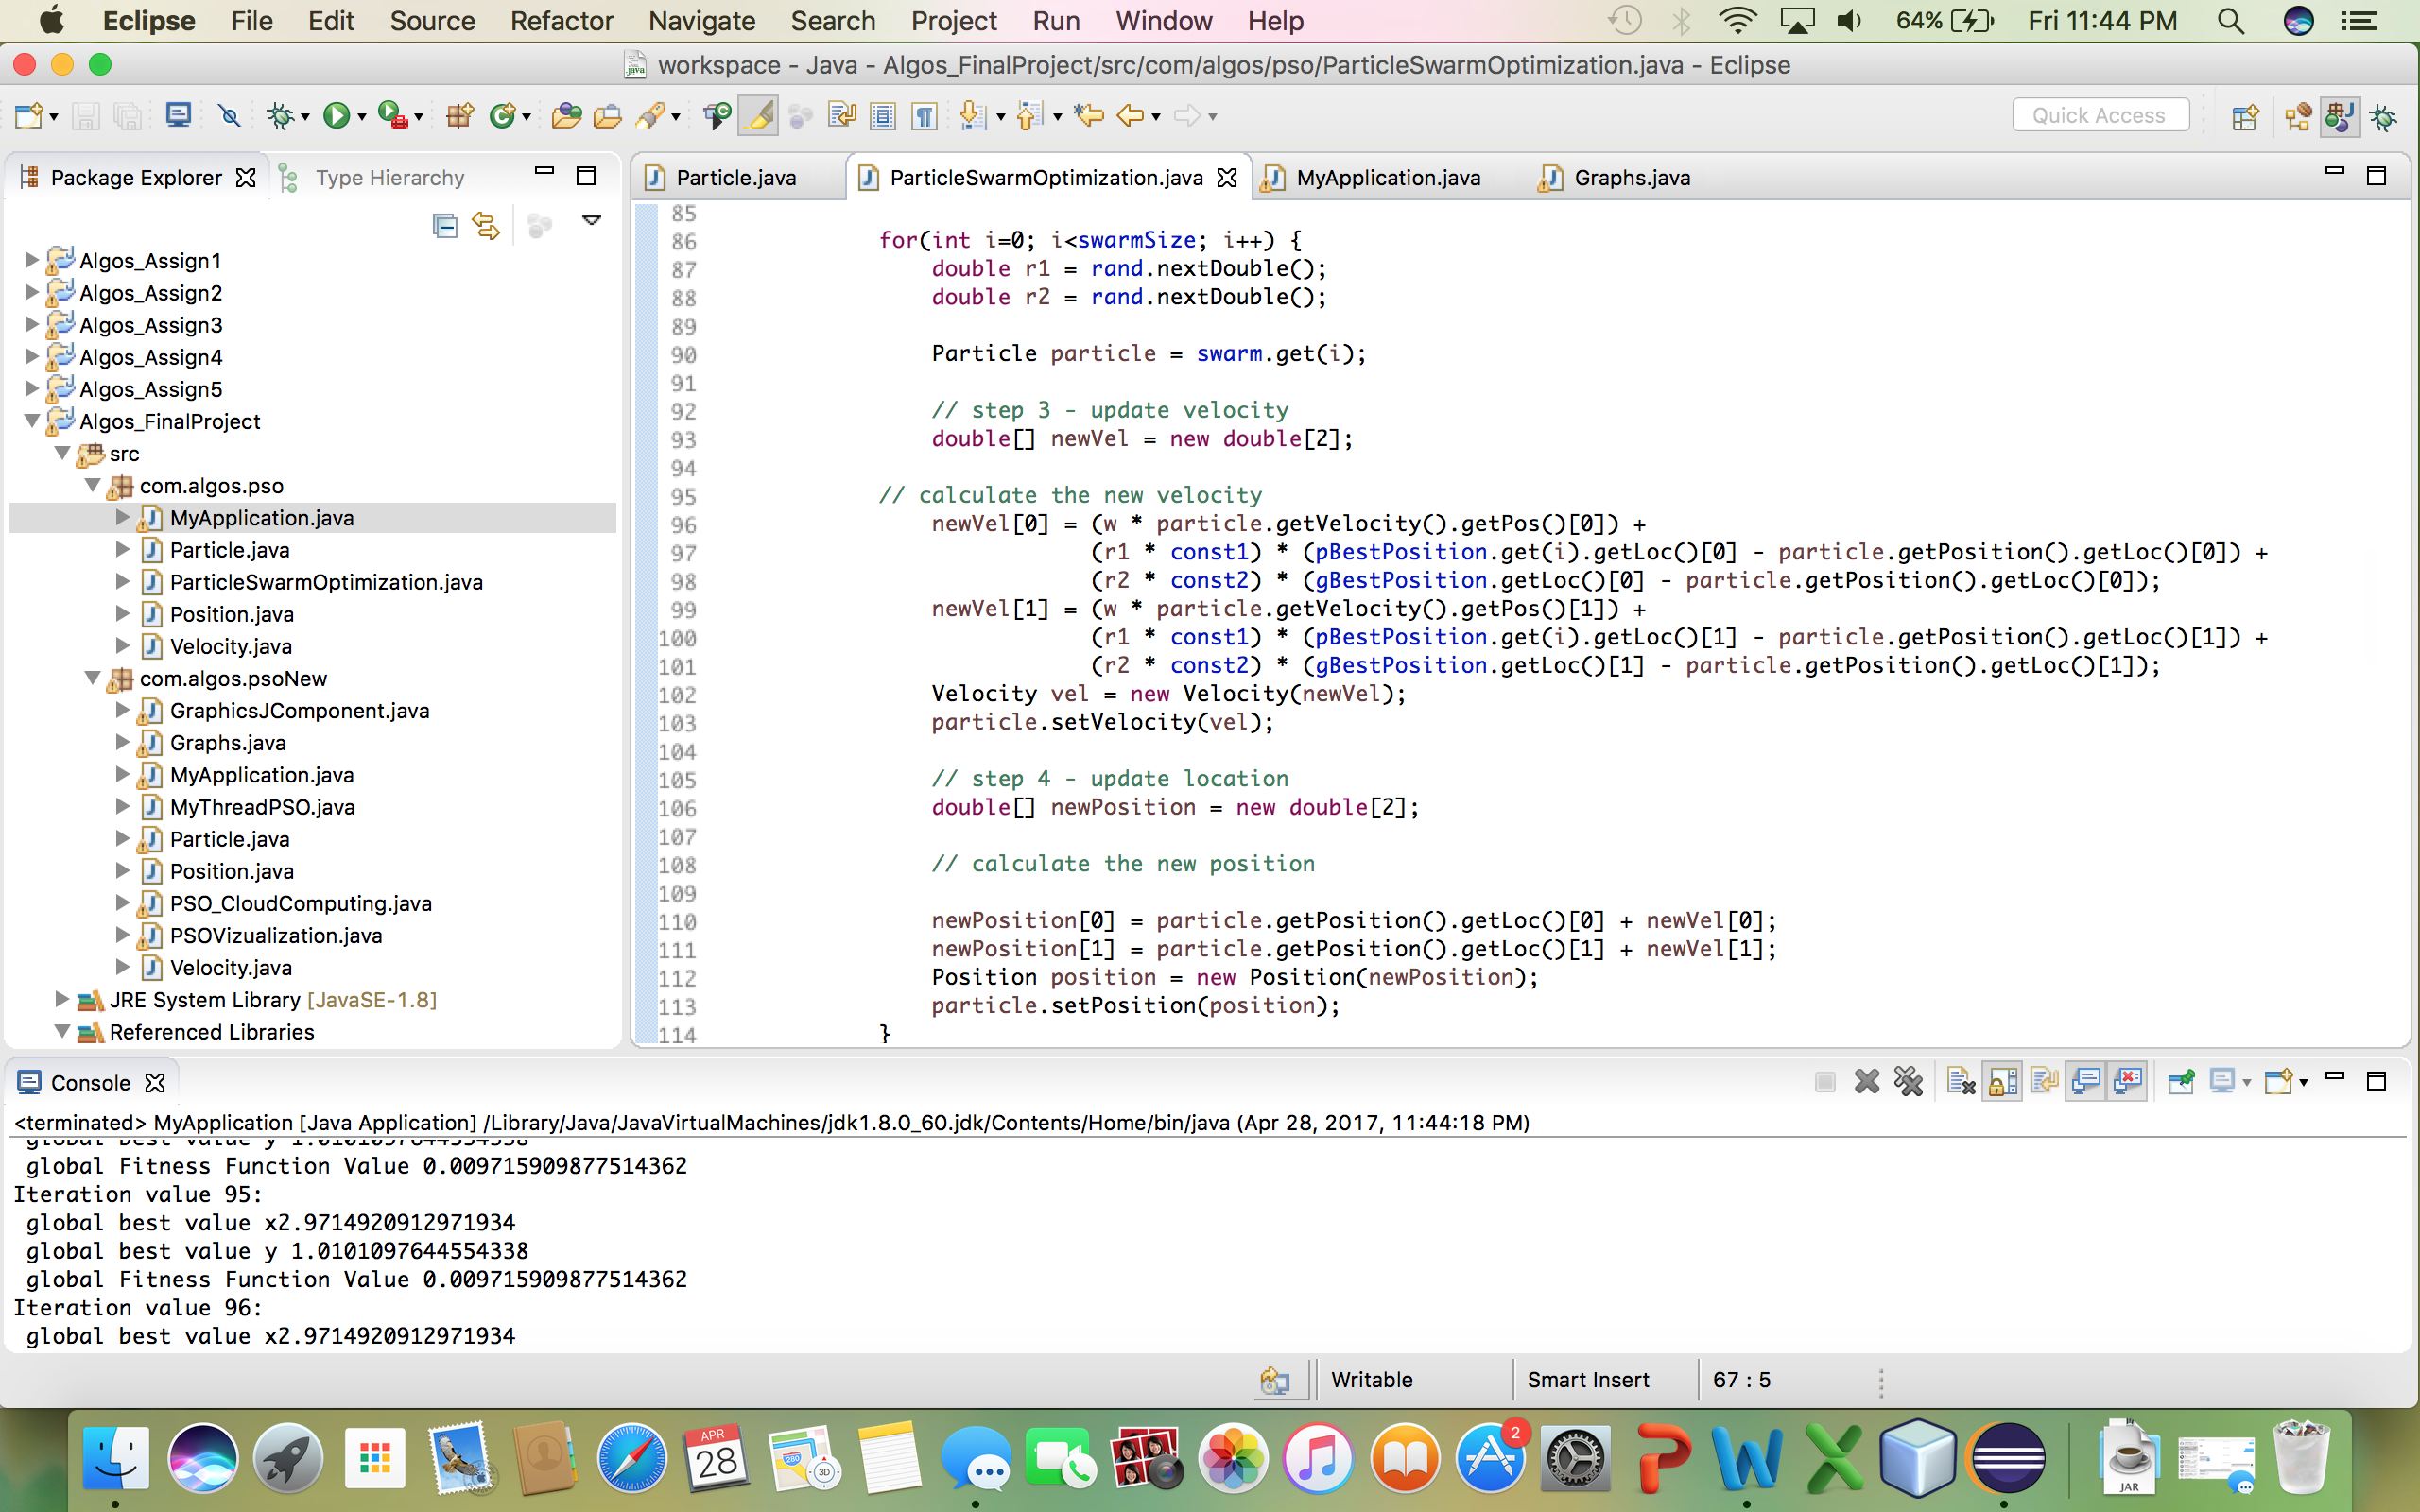 Eclipse File Edit Source Refactor Navigate Search Project Run Window Help 64% Fri 11:44 PM
workspace - Java - Algos_FinalProject/src/com/algos/pso/ParticleSwarmOptimization.java - Eclipse
Quick Access
Package Explorer Type Hierarchy
Algos_Assign1
Algos_Assign2
Algos_Assign3
Algos_Assign4
Algos_Assign5
Algos_FinalProject
src
com.algos.pso
MyApplication.java
Particle.java
ParticleSwarmOptimization.java
Position.java
Velocity.java
com.algos.psoNew
GraphicsJComponent.java
Graphs.java
MyApplication.java
MyThreadPSO.java
Particle.java
Position.java
PSO_CloudComputing.java
PSOVizualization.java
Velocity.java
JRE System Library [JavaSE-1.8]
Referenced Libraries
Particle.java ParticleSwarmOptimization.java MyApplication.java Graphs.java
85
86 for(int i=0; i<swarmSize; i++) {
87 double r1 = rand.nextDouble();
88 double r2 = rand.nextDouble();
89
90 Particle particle = swarm.get(i);
91
92 // step 3 - update velocity
93 double[] newVel = new double[2];
94
95 // calculate the new velocity
96 newVel[0] = (w * particle.getVelocity().getPos()[0]) +
97 (r1 * const1) * (pBestPosition.get(i).getLoc()[0] - particle.getPosition().getLoc()[0]) +
98 (r2 * const2) * (gBestPosition.getLoc()[0] - particle.getPosition().getLoc()[0]);
99 newVel[1] = (w * particle.getVelocity().getPos()[1]) +
100 (r1 * const1) * (pBestPosition.get(i).getLoc()[1] - particle.getPosition().getLoc()[1]) +
101 (r2 * const2) * (gBestPosition.getLoc()[1] - particle.getPosition().getLoc()[1]);
102 Velocity vel = new Velocity(newVel);
103 particle.setVelocity(vel);
104
105 // step 4 - update location
106 double[] newPosition = new double[2];
107
108 // calculate the new position
109
110 newPosition[0] = particle.getPosition().getLoc()[0] + newVel[0];
111 newPosition[1] = particle.getPosition().getLoc()[1] + newVel[1];
112 Position position = new Position(newPosition);
113 particle.setPosition(position);
114 }
Console
<terminated> MyApplication [Java Application] /Library/Java/JavaVirtualMachines/jdk1.8.0_60.jdk/Contents/Home/bin/java (Apr 28, 2017, 11:44:18 PM)
global best value y 1.0101097644554338
global Fitness Function Value 0.009715909877514362
Iteration value 95:
global best value x2.9714920912971934
global best value y 1.0101097644554338
global Fitness Function Value 0.009715909877514362
Iteration value 96:
global best value x2.9714920912971934
Writable Smart Insert 67 : 5
APR
28
280
3D
2
JAR